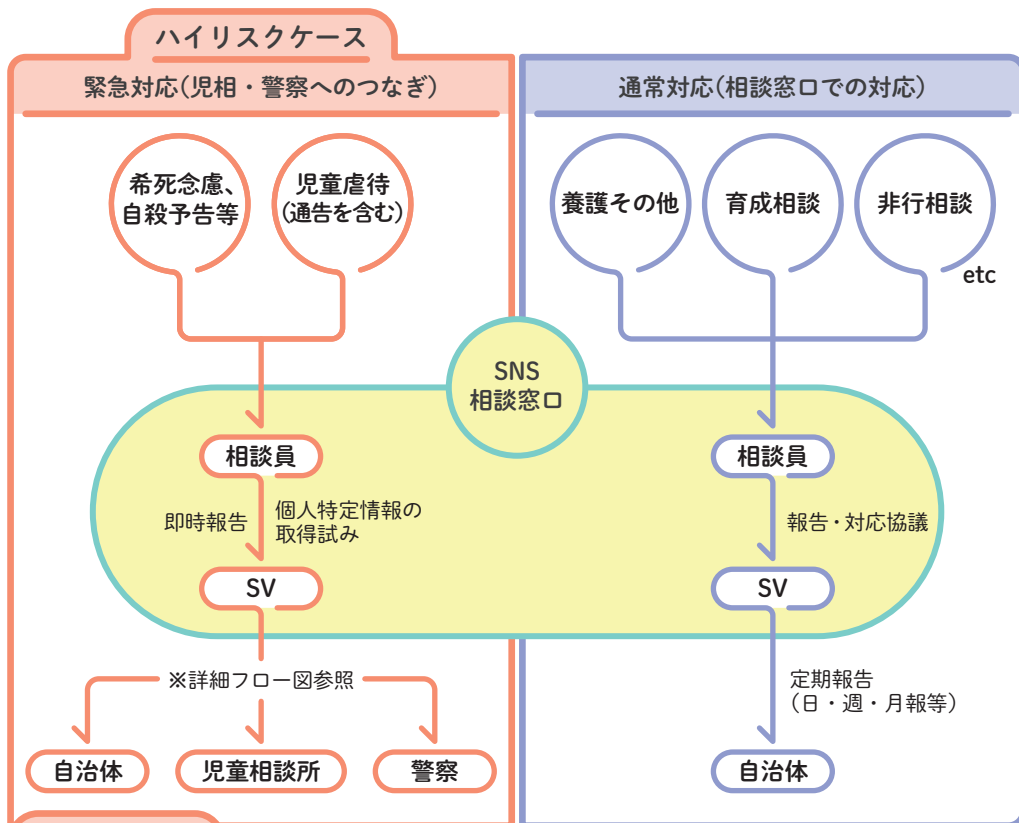 ハイリスクケース
緊急対応(児相・警察へのつなぎ)
希死念慮、
自殺予告等
児童虐待
(通告を含む)
通常対応(相談窓口での対応)
養護その他
育成相談
非行相談
etc
SNS
相談窓口
相談員
即時報告
個人特定情報の
取得試み
SV
※詳細フロー図参照
自治体
児童相談所
警察
相談員
報告・対応協議
SV
定期報告
(日・週・月報等)
自治体